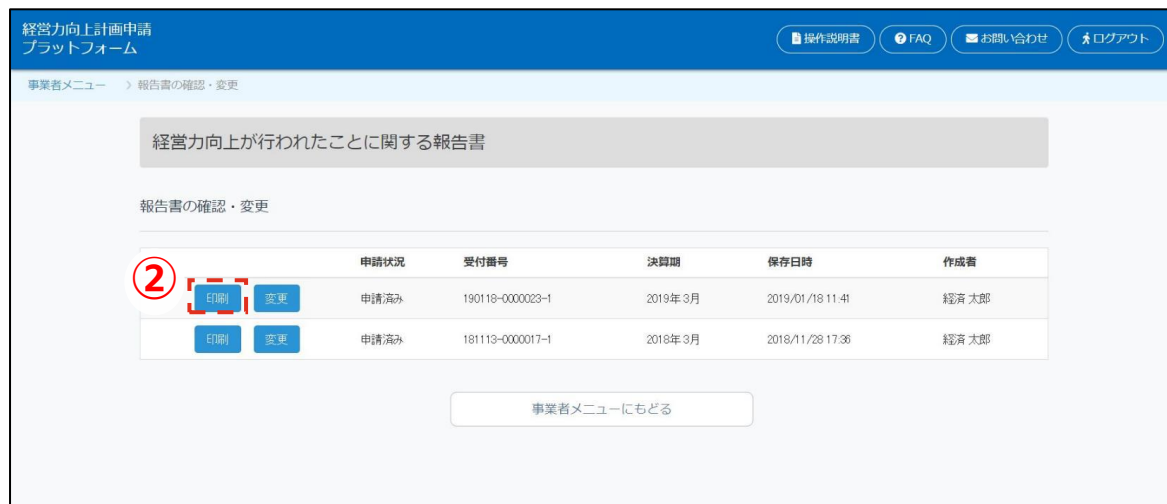 経営力向上計画申請
プラットフォーム
操作説明書 FAQ お問い合わせ ログアウト
事業者メニュー > 報告書の確認・変更
経営力向上が行われたことに関する報告書
報告書の確認・変更
申請状況 受付番号 決算期 保存日時 作成者
②
印刷 変更 申請済み 190118-0000023-1 2019年3月 2019/01/18 11:41 経済 太郎
印刷 変更 申請済み 181113-0000017-1 2018年3月 2018/11/28 17:36 経済 太郎
事業者メニューにもどる